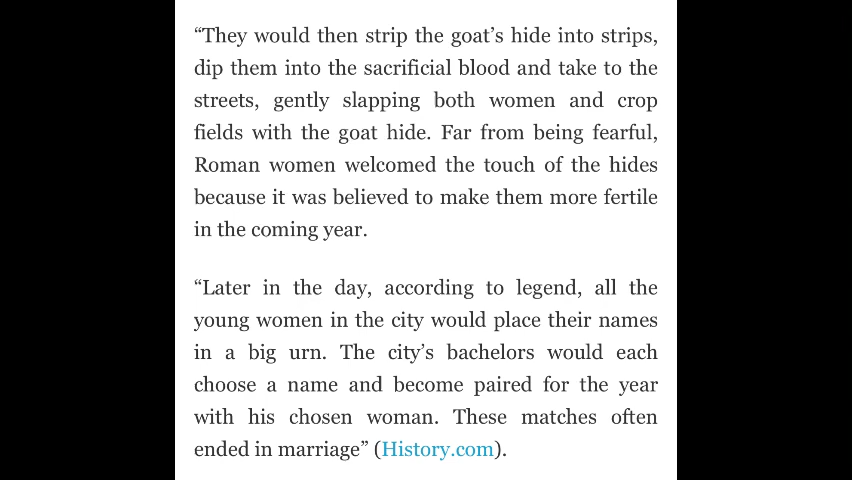 “They would then strip the goat’s hide into strips,
dip them into the sacrificial blood and take to the
streets, gently slapping both women and crop
fields with the goat hide. Far from being fearful,
Roman women welcomed the touch of the hides
because it was believed to make them more fertile
in the coming year.
“Later in the day, according to legend, all the
young women in the city would place their names
in a big urn. The city’s bachelors would each
choose a name and become paired for the year
with his chosen woman. These matches often
ended in marriage” (History.com).